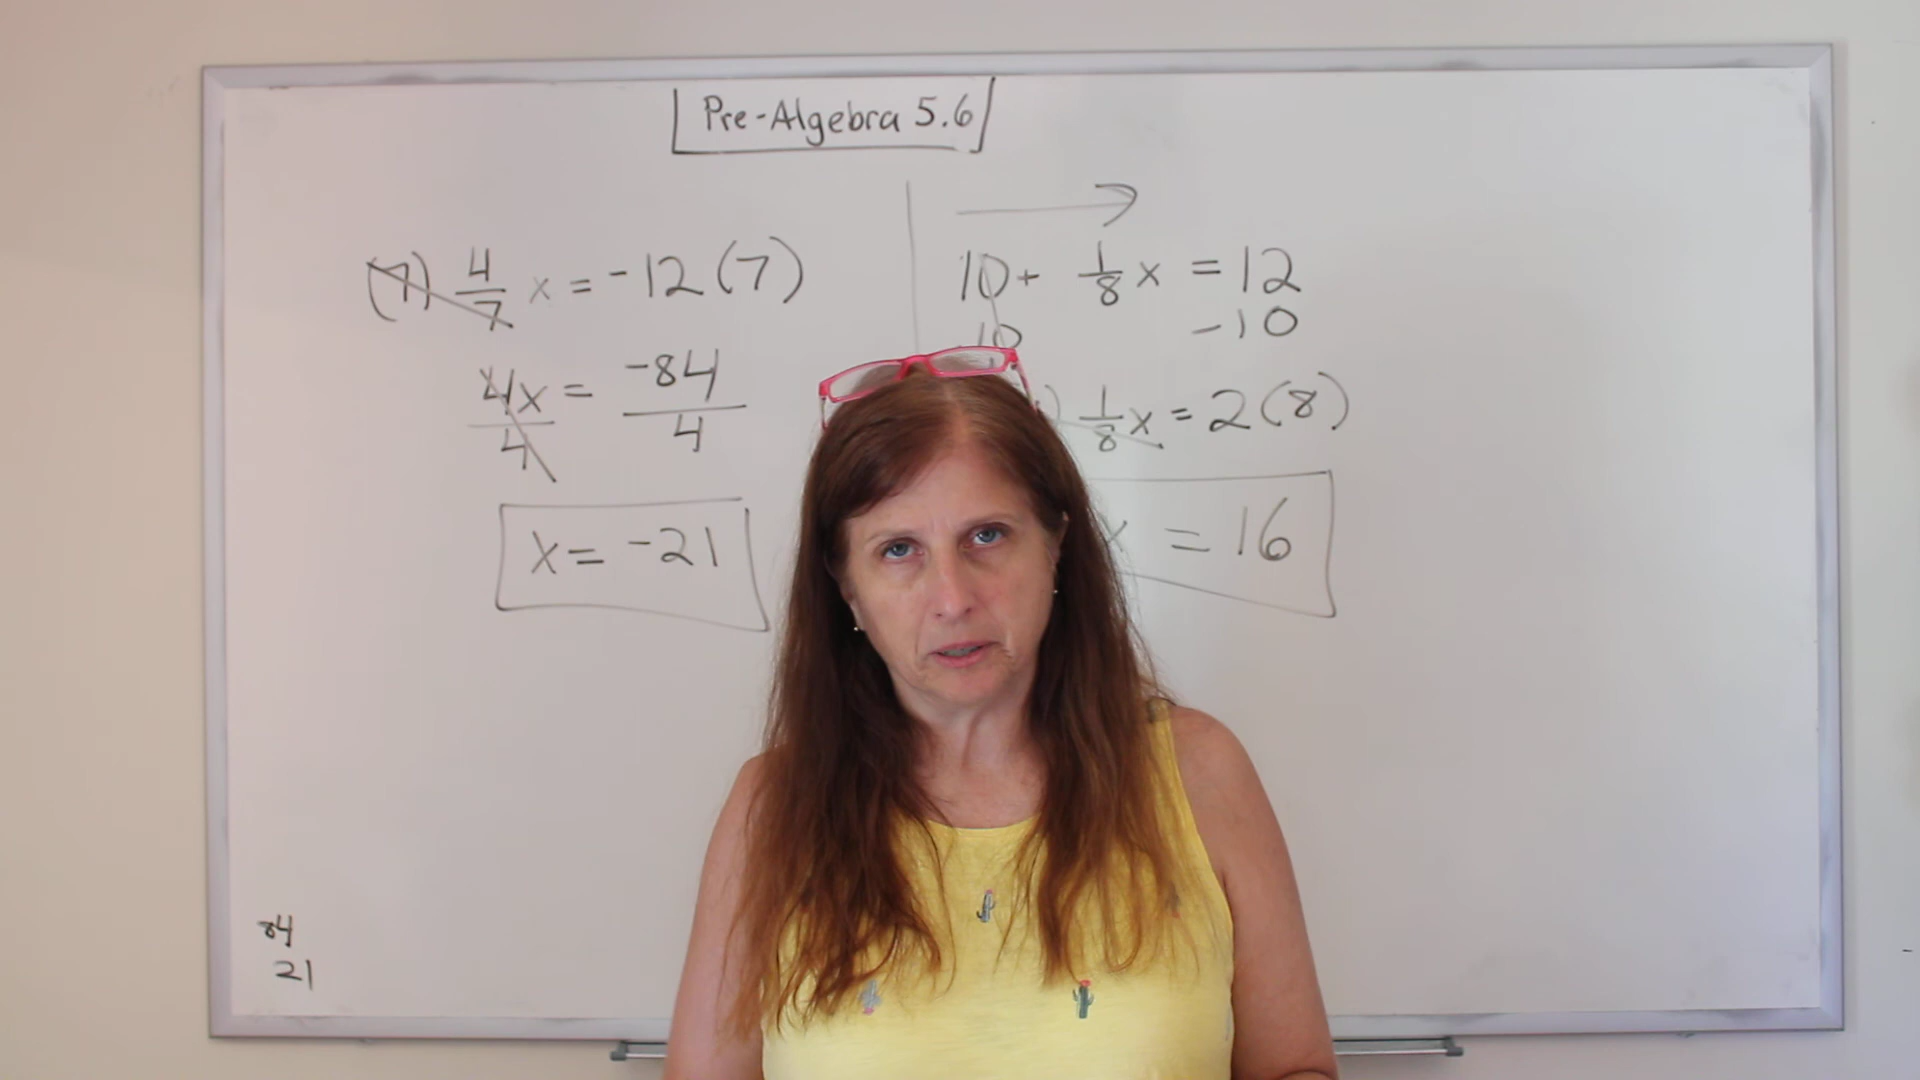 Pre-Algebra 5.6
(7) 4/7 x = -12(7)
4x/4 = -84/4
x = -21
10 + 1/8 x = 12
10 -10
) 1/8 x = 2(8)
x = 16
84
21